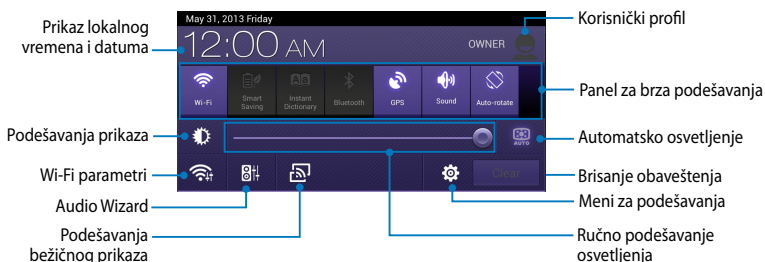 Prikaz lokalnog
vremena i datuma
May 31, 2013 Friday
12:00 AM
OWNER
Korisnički profil
Wi-Fi
Smart
Saving
Instant
Dictionary
Bluetooth
GPS
Sound
Auto-rotate
Panel za brza podešavanja
Podešavanja prikaza
AUTO
Automatsko osvetljenje
Wi-Fi parametri
Clear
Brisanje obaveštenja
Audio Wizard
Meni za podešavanja
Podešavanja
bežičnog prikaza
Ručno podešavanje
osvetljenja